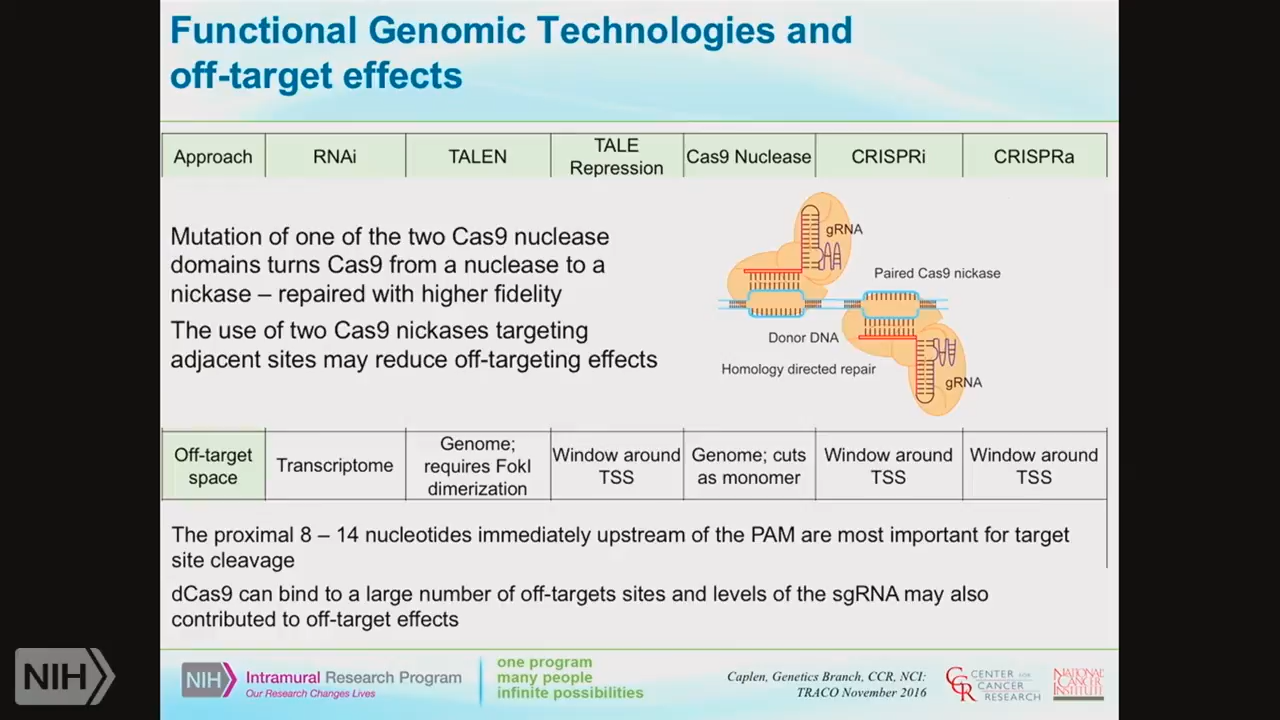 Functional Genomic Technologies and
off-target effects
Approach
RNAi
TALEN
TALE
Repression
Cas9 Nuclease
CRISPRi
CRISPRa
Mutation of one of the two Cas9 nuclease
domains turns Cas9 from a nuclease to a
nickase – repaired with higher fidelity
The use of two Cas9 nickases targeting
adjacent sites may reduce off-targeting effects
gRNA
Paired Cas9 nickase
Donor DNA
Homology directed repair
gRNA
Off-target
space
Transcriptome
Genome;
requires FokI
dimerization
Window around
TSS
Genome; cuts
as monomer
Window around
TSS
Window around
TSS
The proximal 8 – 14 nucleotides immediately upstream of the PAM are most important for target
site cleavage
dCas9 can bind to a large number of off-targets sites and levels of the sgRNA may also
contributed to off-target effects
NIH
NIH
Intramural Research Program
Our Research Changes Lives
one program
many people
infinite possibilities
Caplen, Genetics Branch, CCR, NCI:
TRACO November 2016
CCR
CENTER FOR
CANCER
RESEARCH
NATIONAL
CANCER
INSTITUTE